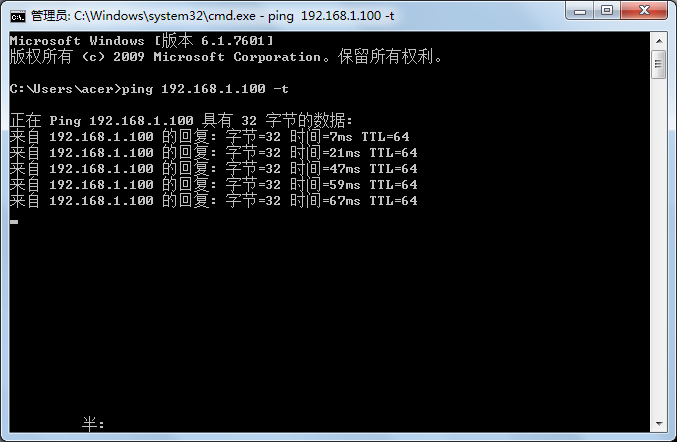 管理员: C:\Windows\system32\cmd.exe - ping  192.168.1.100 -t
Microsoft Windows [版本 6.1.7601]
版权所有 (c) 2009 Microsoft Corporation。保留所有权利。
C:\Users\acer>ping 192.168.1.100 -t
正在 Ping 192.168.1.100 具有 32 字节的数据:
来自 192.168.1.100 的回复: 字节=32 时间=7ms TTL=64
来自 192.168.1.100 的回复: 字节=32 时间=21ms TTL=64
来自 192.168.1.100 的回复: 字节=32 时间=47ms TTL=64
来自 192.168.1.100 的回复: 字节=32 时间=59ms TTL=64
来自 192.168.1.100 的回复: 字节=32 时间=67ms TTL=64
半: